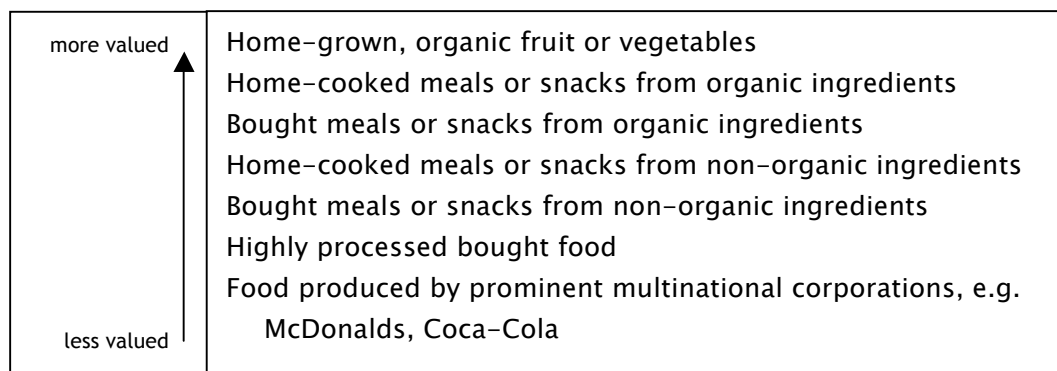 more valued
Home-grown, organic fruit or vegetables
Home-cooked meals or snacks from organic ingredients
Bought meals or snacks from organic ingredients
Home-cooked meals or snacks from non-organic ingredients
Bought meals or snacks from non-organic ingredients
Highly processed bought food
Food produced by prominent multinational corporations, e.g.
McDonalds, Coca-Cola
less valued